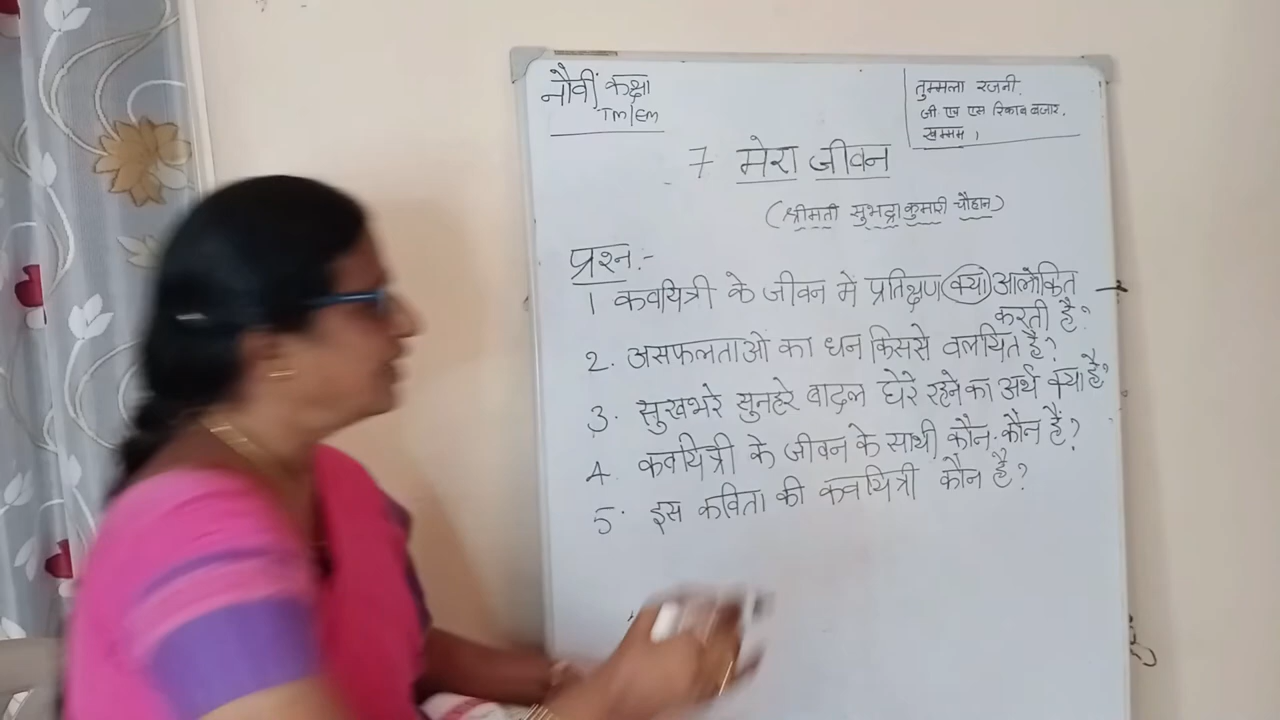 नौवीं कक्षा
TM/EM
तुम्मला रजनी.
जी एच एस रिकाब बजार.
खम्मम ।
7 मेरा जीवन
(श्रीमती सुभद्रा कुमारी चौहान)
प्रश्न:-
1 कवयित्री के जीवन में प्रतिक्षण क्या आलोकित
करती है?
2. असफलताओं का धन किससे वलयित है?
3. सुखभरे सुनहरे बादल घेरे रहने का अर्थ क्या है?
4. कवयित्री के जीवन के साथी कौन-कौन हैं?
5. इस कविता की कवयित्री कौन है?